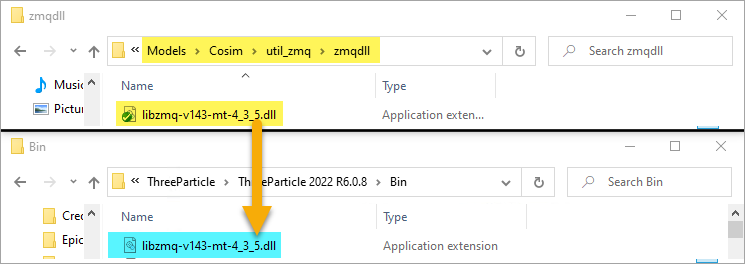 zmqdll
« Models > Cosim > util_zmq > zmqdll
Search zmqdll
Music
Name
Type
Pictur
libzmq-v143-mt-4_3_5.dll
Application exten...
Bin
« ThreeParticle > ThreeParticle 2022 R6.0.8 > Bin
Search Bin
Name
Type
Cred
Epic
libzmq-v143-mt-4_3_5.dll
Application extension